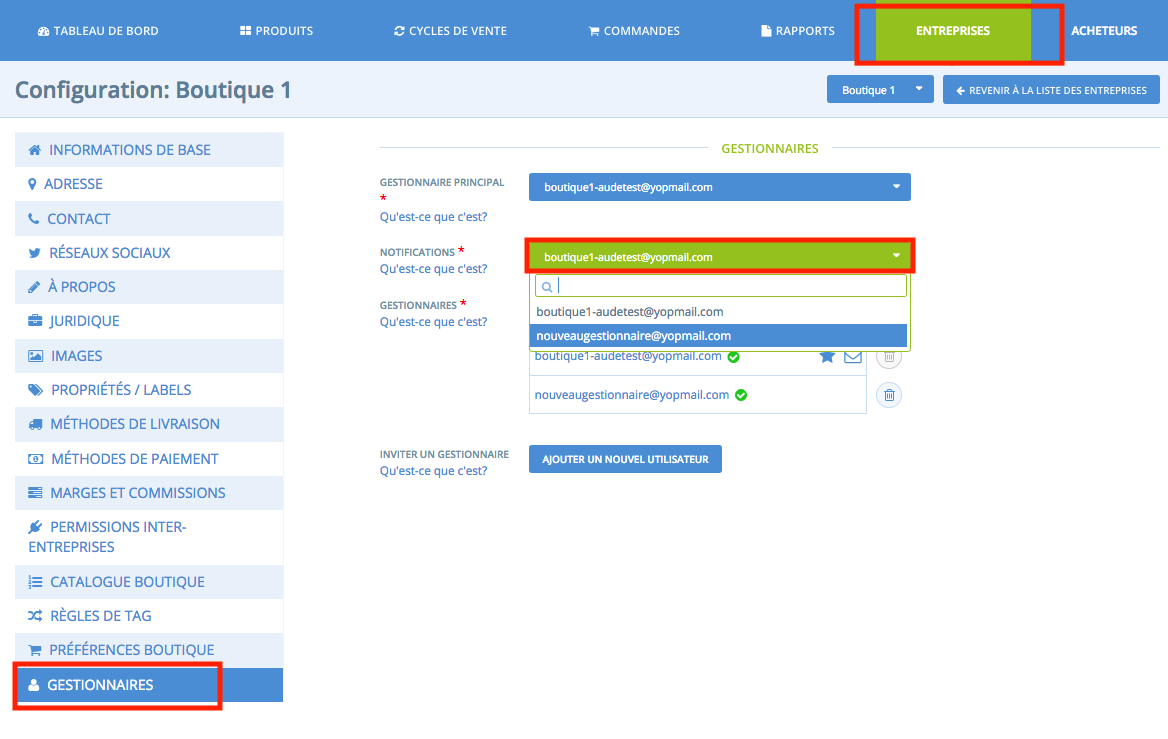 TABLEAU DE BORD
PRODUITS
CYCLES DE VENTE
COMMANDES
RAPPORTS
ENTREPRISES
ACHETEURS
Configuration: Boutique 1
Boutique 1
REVENIR À LA LISTE DES ENTREPRISES
INFORMATIONS DE BASE
ADRESSE
CONTACT
RÉSEAUX SOCIAUX
À PROPOS
JURIDIQUE
IMAGES
PROPRIÉTÉS / LABELS
MÉTHODES DE LIVRAISON
MÉTHODES DE PAIEMENT
MARGES ET COMMISSIONS
PERMISSIONS INTER-
ENTREPRISES
CATALOGUE BOUTIQUE
RÈGLES DE TAG
PRÉFÉRENCES BOUTIQUE
GESTIONNAIRES
GESTIONNAIRES
GESTIONNAIRE PRINCIPAL
*
Qu'est-ce que c'est?
boutique1-audetest@yopmail.com
NOTIFICATIONS *
Qu'est-ce que c'est?
boutique1-audetest@yopmail.com
boutique1-audetest@yopmail.com
nouveaugestionnaire@yopmail.com
GESTIONNAIRES *
Qu'est-ce que c'est?
boutique1-audetest@yopmail.com
nouveaugestionnaire@yopmail.com
INVITER UN GESTIONNAIRE
Qu'est-ce que c'est?
AJOUTER UN NOUVEL UTILISATEUR